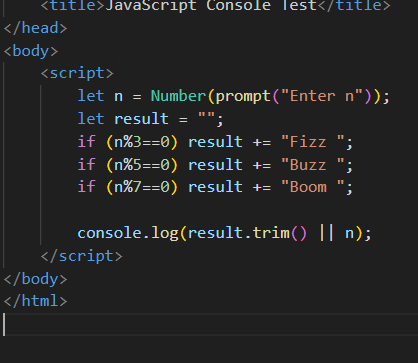 <title>JavaScript Console Test</title>
</head>
<body>
<script>
let n = Number(prompt("Enter n"));
let result = "";
if (n%3==0) result += "Fizz ";
if (n%5==0) result += "Buzz ";
if (n%7==0) result += "Boom ";
console.log(result.trim() || n);
</script>
</body>
</html>